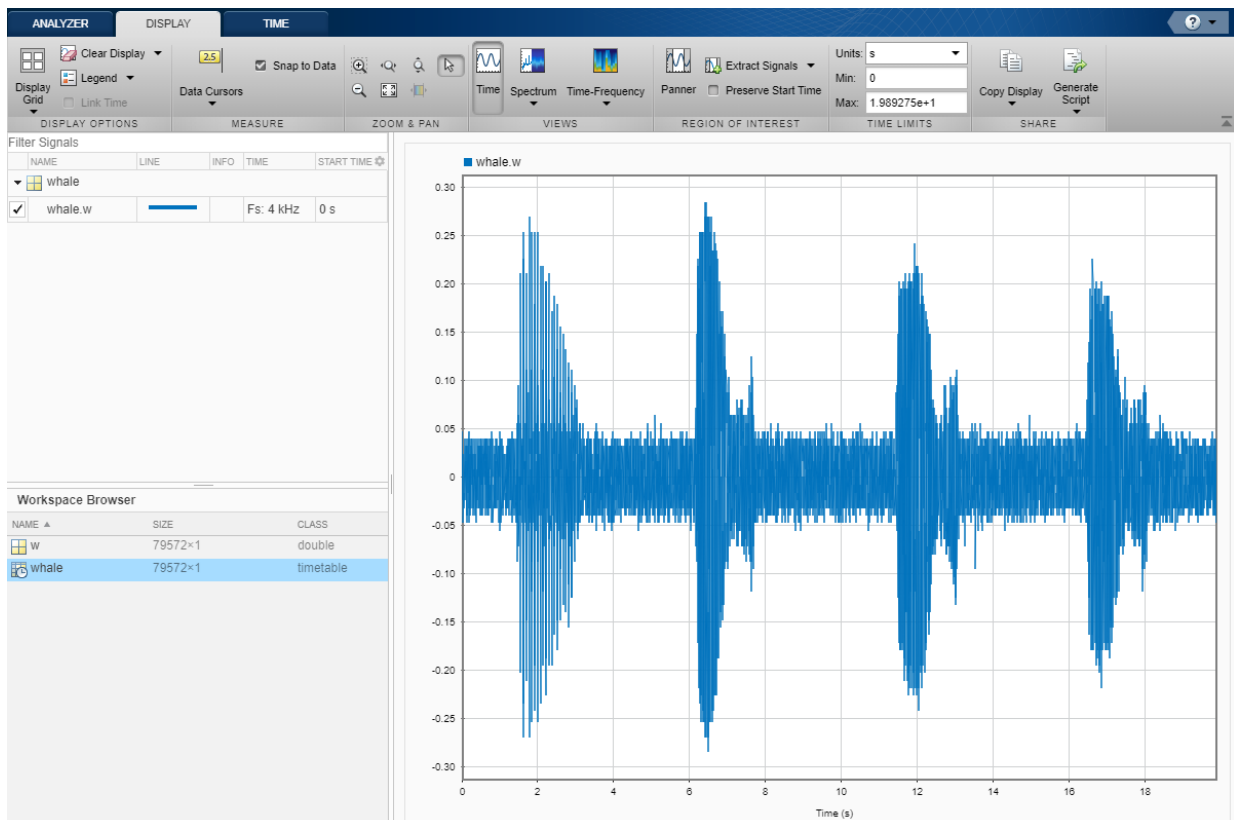 ANALYZER DISPLAY TIME ?
Clear Display
Legend
Link Time
Display
Grid
DISPLAY OPTIONS
2.5
Data Cursors
Snap to Data
MEASURE
ZOOM & PAN
Time Spectrum Time-Frequency
VIEWS
Panner
Extract Signals
Preserve Start Time
REGION OF INTEREST
Units: s
Min: 0
Max: 1.989275e+1
TIME LIMITS
Copy Display
Generate
Script
SHARE
Filter Signals
NAME LINE INFO TIME START TIME
whale
whale.w Fs: 4 kHz 0 s
Workspace Browser
NAME SIZE CLASS
w 79572×1 double
whale 79572×1 timetable
whale.w
0.30
0.25
0.20
0.15
0.10
0.05
0
-0.05
-0.10
-0.15
-0.20
-0.25
-0.30
0 2 4 6 8 10 12 14 16 18
Time (s)